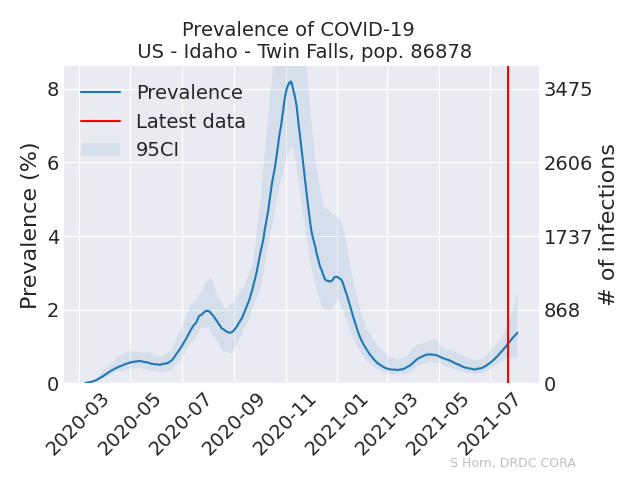 Prevalence of COVID-19
US - Idaho - Twin Falls, pop. 86878
Prevalence (%)
8
6
4
2
0
Prevalence
Latest data
95CI
3475
2606
1737
868
0
# of infections
2020-03
2020-05
2020-07
2020-09
2020-11
2021-01
2021-03
2021-05
2021-07
S Horn, DRDC CORA